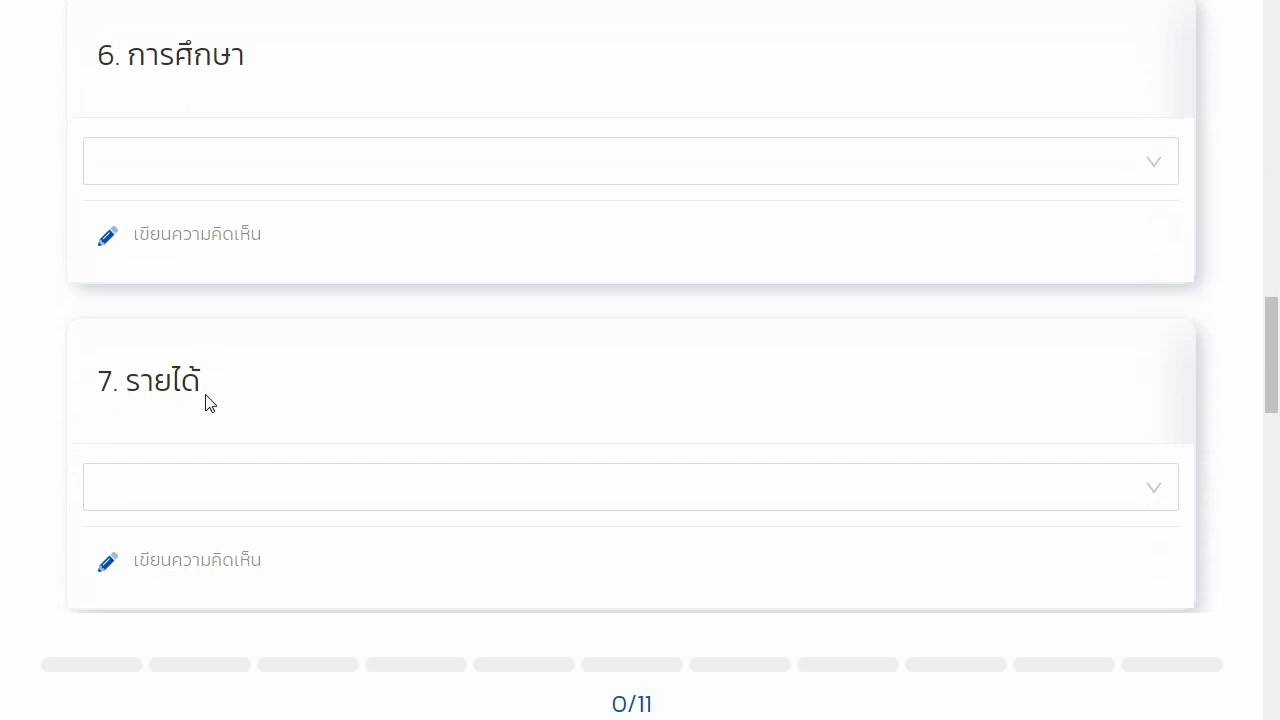 6. การศึกษา
เขียนความคิดเห็น
7. รายได้
เขียนความคิดเห็น
0/11